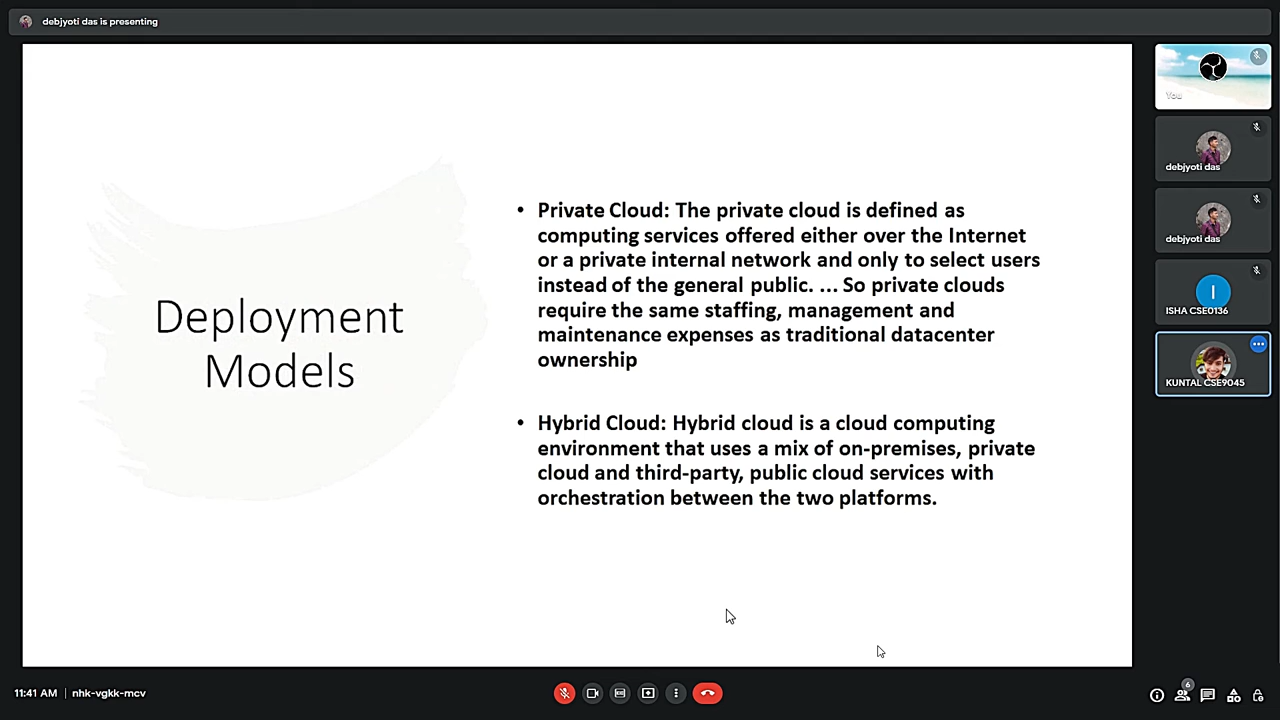 debjyoti das is presenting
Deployment
Models
• Private Cloud: The private cloud is defined as
computing services offered either over the Internet
or a private internal network and only to select users
instead of the general public. ... So private clouds
require the same staffing, management and
maintenance expenses as traditional datacenter
ownership
• Hybrid Cloud: Hybrid cloud is a cloud computing
environment that uses a mix of on-premises, private
cloud and third-party, public cloud services with
orchestration between the two platforms.
You
debjyoti das
debjyoti das
I
ISHA CSE0136
KUNTAL CSE9045
11:41 AM | nhk-vgkk-mcv
6